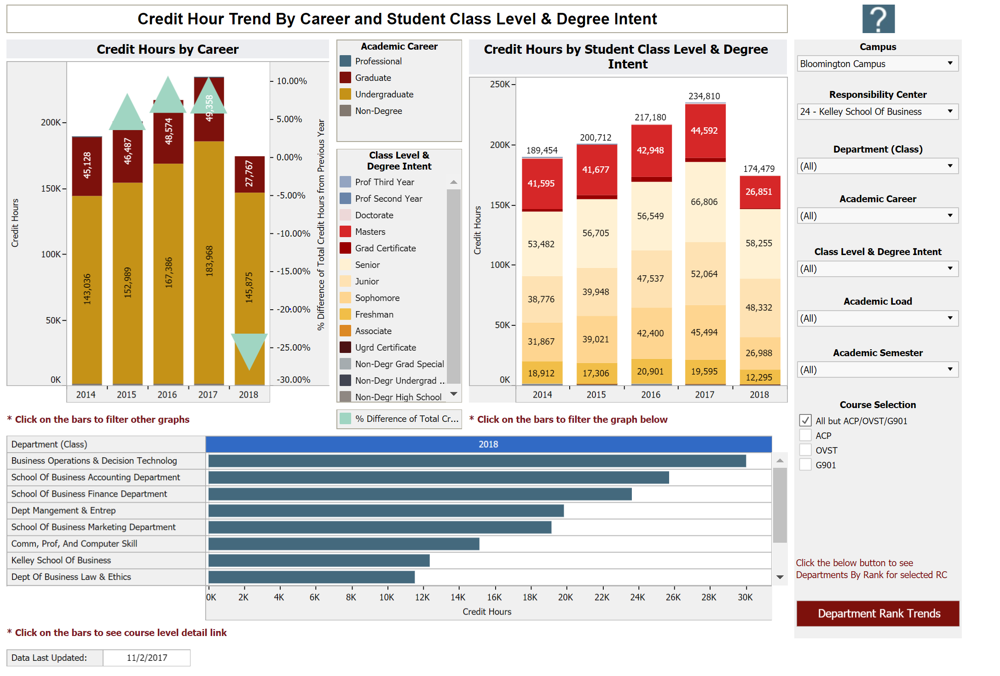 Credit Hour Trend By Career and Student Class Level & Degree Intent
?
Credit Hours by Career
Credit Hours
200K
150K
100K
50K
0K
45,128
143,036
46,487
152,989
48,574
167,386
49,358
183,968
27,767
145,875
10.00%
5.00%
0.00%
-5.00%
-10.00%
-15.00%
-20.00%
-25.00%
-30.00%
% Difference of Total Credit Hours from Previous Year
2014
2015
2016
2017
2018
* Click on the bars to filter other graphs
Academic Career
Professional
Graduate
Undergraduate
Non-Degree
Class Level &
Degree Intent
Prof Third Year
Prof Second Year
Doctorate
Masters
Grad Certificate
Senior
Junior
Sophomore
Freshman
Associate
Ugrd Certificate
Non-Degr Grad Special
Non-Degr Undergrad ...
Non-Degr High School
% Difference of Total Cr...
Credit Hours by Student Class Level & Degree
Intent
Credit Hours
250K
200K
150K
100K
50K
0K
189,454
41,595
53,482
38,776
31,867
18,912
200,712
41,677
56,705
39,948
39,021
17,306
217,180
42,948
56,549
47,537
42,400
20,901
234,810
44,592
66,806
52,064
45,494
19,595
174,479
26,851
58,255
48,332
26,988
12,295
2014
2015
2016
2017
2018
* Click on the bars to filter the graph below
Department (Class)
2018
Business Operations & Decision Technolog
School Of Business Accounting Department
School Of Business Finance Department
Dept Mangement & Entrep
School Of Business Marketing Department
Comm, Prof, And Computer Skill
Kelley School Of Business
Dept Of Business Law & Ethics
0K
2K
4K
6K
8K
10K
12K
14K
16K
18K
20K
22K
24K
26K
28K
30K
Credit Hours
* Click on the bars to see course level detail link
Data Last Updated:
11/2/2017
Campus
Bloomington Campus
Responsibility Center
24 - Kelley School Of Business
Department (Class)
(All)
Academic Career
(All)
Class Level & Degree Intent
(All)
Academic Load
(All)
Academic Semester
(All)
Course Selection
All but ACP/OVST/G901
ACP
OVST
G901
Click the below button to see
Departments By Rank for selected RC
Department Rank Trends